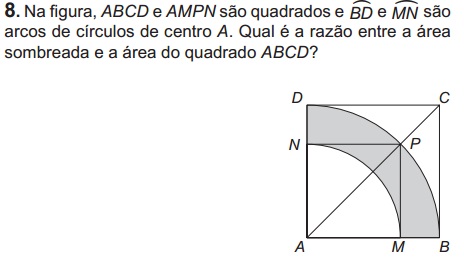 8. Na figura, ABCD e AMPN são quadrados e BD e MN são
arcos de círculos de centro A. Qual é a razão entre a área
sombreada e a área do quadrado ABCD?
D C
N P
A M B